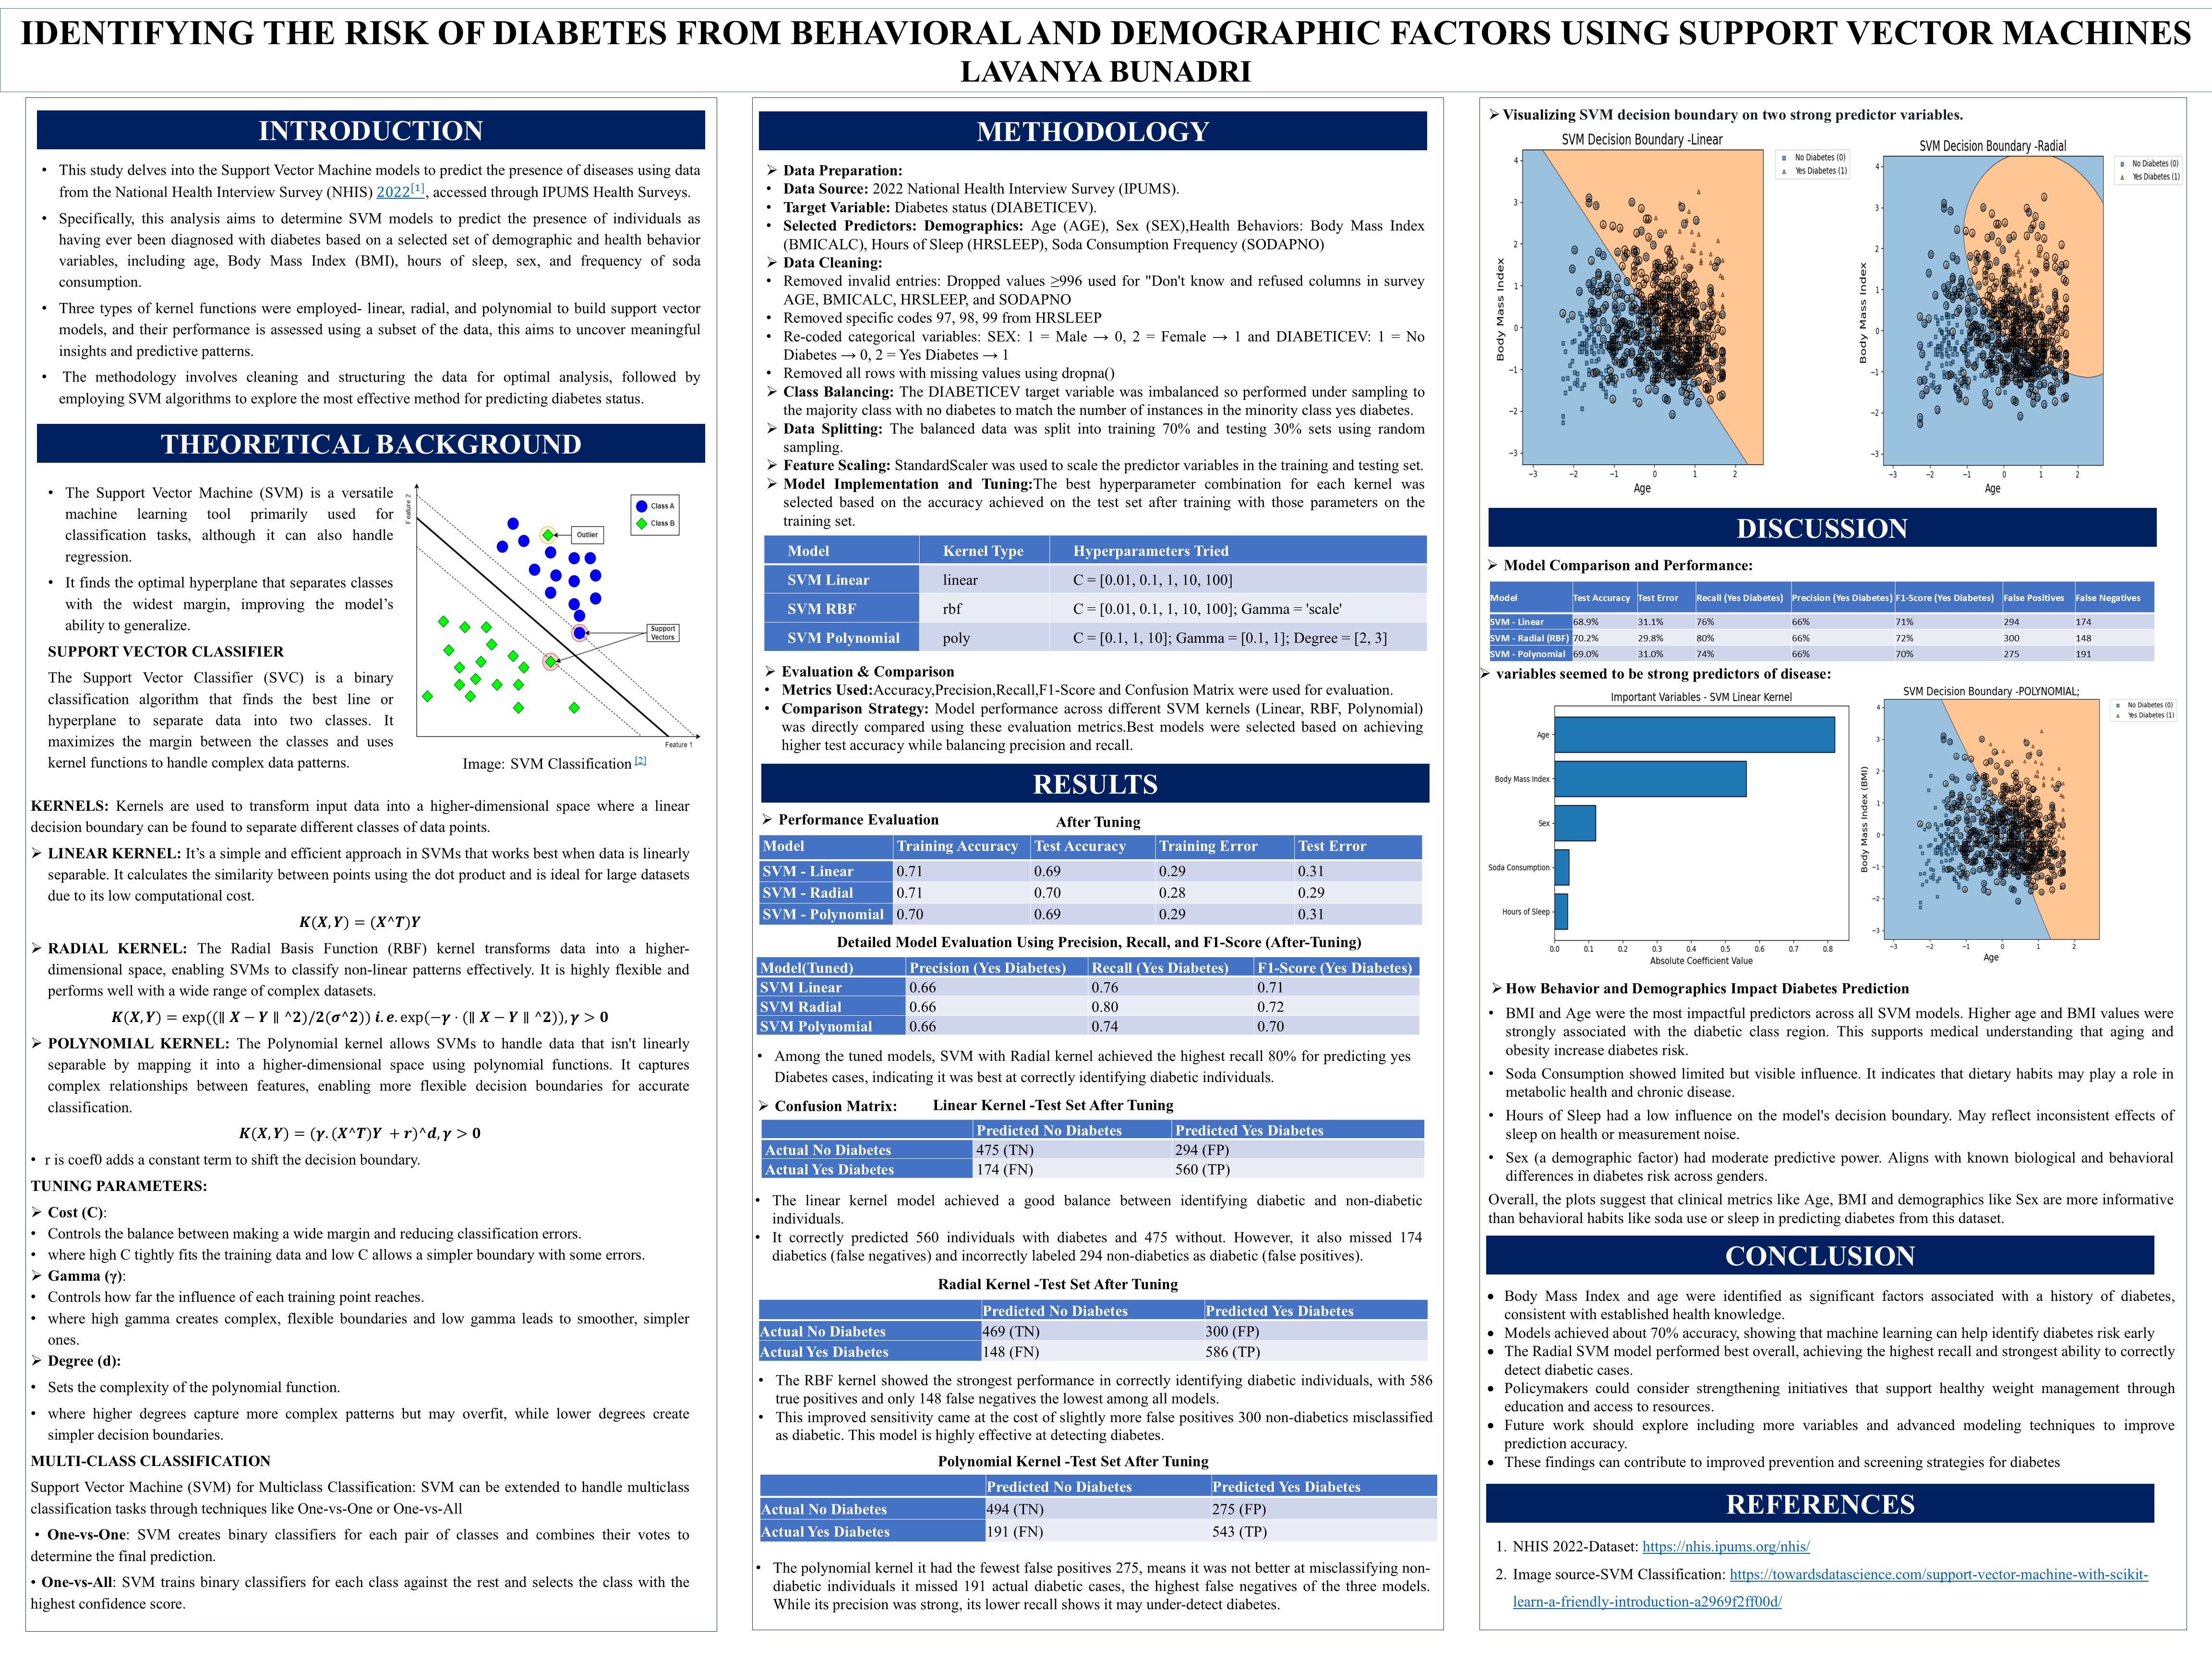 IDENTIFYING THE RISK OF DIABETES FROM BEHAVIORAL AND DEMOGRAPHIC FACTORS USING SUPPORT VECTOR MACHINES
LAVANYA BUNADRI
INTRODUCTION
• This study delves into the Support Vector Machine models to predict the presence of diseases using data
from the National Health Interview Survey (NHIS) 2022[1], accessed through IPUMS Health Surveys.
• Specifically, this analysis aims to determine SVM models to predict the presence of individuals as
having ever been diagnosed with diabetes based on a selected set of demographic and health behavior
variables, including age, Body Mass Index (BMI), hours of sleep, sex, and frequency of soda
consumption.
• Three types of kernel functions were employed- linear, radial, and polynomial to build support vector
models, and their performance is assessed using a subset of the data, this aims to uncover meaningful
insights and predictive patterns.
• The methodology involves cleaning and structuring the data for optimal analysis, followed by
employing SVM algorithms to explore the most effective method for predicting diabetes status.
THEORETICAL BACKGROUND
• The Support Vector Machine (SVM) is a versatile
machine learning tool primarily used for
classification tasks, although it can also handle
regression.
• It finds the optimal hyperplane that separates classes
with the widest margin, improving the model’s
ability to generalize.
SUPPORT VECTOR CLASSIFIER
The Support Vector Classifier (SVC) is a binary
classification algorithm that finds the best line or
hyperplane to separate data into two classes. It
maximizes the margin between the classes and uses
kernel functions to handle complex data patterns.
Feature 2
Class A
Class B
Outlier
Support
Vectors
Feature 1
Image: SVM Classification [2]
KERNELS: Kernels are used to transform input data into a higher-dimensional space where a linear
decision boundary can be found to separate different classes of data points.
➢ LINEAR KERNEL: It’s a simple and efficient approach in SVMs that works best when data is linearly
separable. It calculates the similarity between points using the dot product and is ideal for large datasets
due to its low computational cost.
K(X,Y) = (X^T)Y
➢ RADIAL KERNEL: The Radial Basis Function (RBF) kernel transforms data into a higher-
dimensional space, enabling SVMs to classify non-linear patterns effectively. It is highly flexible and
performs well with a wide range of complex datasets.
K(X,Y) = exp((∥ X − Y ∥ ^2)/2(σ^2)) i.e.exp(−γ · (∥ X − Y ∥ ^2)),γ > 0
➢ POLYNOMIAL KERNEL: The Polynomial kernel allows SVMs to handle data that isn't linearly
separable by mapping it into a higher-dimensional space using polynomial functions. It captures
complex relationships between features, enabling more flexible decision boundaries for accurate
classification.
K(X,Y) = (γ.(X^T)Y + r)^d,γ > 0
• r is coef0 adds a constant term to shift the decision boundary.
TUNING PARAMETERS:
➢ Cost (C):
• Controls the balance between making a wide margin and reducing classification errors.
• where high C tightly fits the training data and low C allows a simpler boundary with some errors.
➢ Gamma (γ):
• Controls how far the influence of each training point reaches.
• where high gamma creates complex, flexible boundaries and low gamma leads to smoother, simpler
ones.
➢ Degree (d):
• Sets the complexity of the polynomial function.
• where higher degrees capture more complex patterns but may overfit, while lower degrees create
simpler decision boundaries.
MULTI-CLASS CLASSIFICATION
Support Vector Machine (SVM) for Multiclass Classification: SVM can be extended to handle multiclass
classification tasks through techniques like One-vs-One or One-vs-All
• One-vs-One: SVM creates binary classifiers for each pair of classes and combines their votes to
determine the final prediction.
• One-vs-All: SVM trains binary classifiers for each class against the rest and selects the class with the
highest confidence score.
METHODOLOGY
➢ Data Preparation:
• Data Source: 2022 National Health Interview Survey (IPUMS).
• Target Variable: Diabetes status (DIABETICEV).
• Selected Predictors: Demographics: Age (AGE), Sex (SEX),Health Behaviors: Body Mass Index
(BMICALC), Hours of Sleep (HRSLEEP), Soda Consumption Frequency (SODAPNO)
➢ Data Cleaning:
• Removed invalid entries: Dropped values ≥996 used for "Don't know and refused columns in survey
AGE, BMICALC, HRSLEEP, and SODAPNO
• Removed specific codes 97, 98, 99 from HRSLEEP
• Re-coded categorical variables: SEX: 1 = Male → 0, 2 = Female → 1 and DIABETICEV: 1 = No
Diabetes → 0, 2 = Yes Diabetes → 1
• Removed all rows with missing values using dropna()
➢ Class Balancing: The DIABETICEV target variable was imbalanced so performed under sampling to
the majority class with no diabetes to match the number of instances in the minority class yes diabetes.
➢ Data Splitting: The balanced data was split into training 70% and testing 30% sets using random
sampling.
➢ Feature Scaling: StandardScaler was used to scale the predictor variables in the training and testing set.
➢ Model Implementation and Tuning:The best hyperparameter combination for each kernel was
selected based on the accuracy achieved on the test set after training with those parameters on the
training set.
Model Kernel Type Hyperparameters Tried
SVM Linear linear C = [0.01, 0.1, 1, 10, 100]
SVM RBF rbf C = [0.01, 0.1, 1, 10, 100]; Gamma = 'scale'
SVM Polynomial poly C = [0.1, 1, 10]; Gamma = [0.1, 1]; Degree = [2, 3]
➢ Evaluation & Comparison
• Metrics Used:Accuracy,Precision,Recall,F1-Score and Confusion Matrix were used for evaluation.
• Comparison Strategy: Model performance across different SVM kernels (Linear, RBF, Polynomial)
was directly compared using these evaluation metrics.Best models were selected based on achieving
higher test accuracy while balancing precision and recall.
RESULTS
➢ Performance Evaluation After Tuning
Model Training Accuracy Test Accuracy Training Error Test Error
SVM - Linear 0.71 0.69 0.29 0.31
SVM - Radial 0.71 0.70 0.28 0.29
SVM - Polynomial 0.70 0.69 0.29 0.31
Detailed Model Evaluation Using Precision, Recall, and F1-Score (After-Tuning)
Model(Tuned) Precision (Yes Diabetes) Recall (Yes Diabetes) F1-Score (Yes Diabetes)
SVM Linear 0.66 0.76 0.71
SVM Radial 0.66 0.80 0.72
SVM Polynomial 0.66 0.74 0.70
• Among the tuned models, SVM with Radial kernel achieved the highest recall 80% for predicting yes
Diabetes cases, indicating it was best at correctly identifying diabetic individuals.
➢ Confusion Matrix: Linear Kernel -Test Set After Tuning
Predicted No Diabetes Predicted Yes Diabetes
Actual No Diabetes 475 (TN) 294 (FP)
Actual Yes Diabetes 174 (FN) 560 (TP)
• The linear kernel model achieved a good balance between identifying diabetic and non-diabetic
individuals.
• It correctly predicted 560 individuals with diabetes and 475 without. However, it also missed 174
diabetics (false negatives) and incorrectly labeled 294 non-diabetics as diabetic (false positives).
Radial Kernel -Test Set After Tuning
Predicted No Diabetes Predicted Yes Diabetes
Actual No Diabetes 469 (TN) 300 (FP)
Actual Yes Diabetes 148 (FN) 586 (TP)
• The RBF kernel showed the strongest performance in correctly identifying diabetic individuals, with 586
true positives and only 148 false negatives the lowest among all models.
• This improved sensitivity came at the cost of slightly more false positives 300 non-diabetics misclassified
as diabetic. This model is highly effective at detecting diabetes.
Polynomial Kernel -Test Set After Tuning
Predicted No Diabetes Predicted Yes Diabetes
Actual No Diabetes 494 (TN) 275 (FP)
Actual Yes Diabetes 191 (FN) 543 (TP)
• The polynomial kernel it had the fewest false positives 275, means it was not better at misclassifying non-
diabetic individuals it missed 191 actual diabetic cases, the highest false negatives of the three models.
While its precision was strong, its lower recall shows it may under-detect diabetes.
➢ Visualizing SVM decision boundary on two strong predictor variables.
SVM Decision Boundary -Linear
No Diabetes (0)
Yes Diabetes (1)
Body Mass Index
4
3
2
1
0
−1
−2
−3
−3 −2 −1 0 1 2
Age
SVM Decision Boundary -Radial
No Diabetes (0)
Yes Diabetes (1)
Body Mass Index
4
3
2
1
0
−1
−2
−3
−3 −2 −1 0 1 2
Age
DISCUSSION
➢ Model Comparison and Performance:
Model Test Accuracy Test Error Recall (Yes Diabetes) Precision (Yes Diabetes) F1-Score (Yes Diabetes) False Positives False Negatives
SVM - Linear 68.9% 31.1% 76% 66% 71% 294 174
SVM - Radial (RBF) 70.2% 29.8% 80% 66% 72% 300 148
SVM - Polynomial 69.0% 31.0% 74% 66% 70% 275 191
➢ variables seemed to be strong predictors of disease:
Important Variables - SVM Linear Kernel
Age
Body Mass Index
Sex
Soda Consumption
Hours of Sleep
0.0 0.1 0.2 0.3 0.4 0.5 0.6 0.7 0.8
Absolute Coefficient Value
SVM Decision Boundary -POLYNOMIAL;
No Diabetes (0)
Yes Diabetes (1)
Body Mass Index (BMI)
4
3
2
1
0
−1
−2
−3
−3 −2 −1 0 1 2
Age
➢ How Behavior and Demographics Impact Diabetes Prediction
• BMI and Age were the most impactful predictors across all SVM models. Higher age and BMI values were
strongly associated with the diabetic class region. This supports medical understanding that aging and
obesity increase diabetes risk.
• Soda Consumption showed limited but visible influence. It indicates that dietary habits may play a role in
metabolic health and chronic disease.
• Hours of Sleep had a low influence on the model's decision boundary. May reflect inconsistent effects of
sleep on health or measurement noise.
• Sex (a demographic factor) had moderate predictive power. Aligns with known biological and behavioral
differences in diabetes risk across genders.
Overall, the plots suggest that clinical metrics like Age, BMI and demographics like Sex are more informative
than behavioral habits like soda use or sleep in predicting diabetes from this dataset.
CONCLUSION
• Body Mass Index and age were identified as significant factors associated with a history of diabetes,
consistent with established health knowledge.
• Models achieved about 70% accuracy, showing that machine learning can help identify diabetes risk early
• The Radial SVM model performed best overall, achieving the highest recall and strongest ability to correctly
detect diabetic cases.
• Policymakers could consider strengthening initiatives that support healthy weight management through
education and access to resources.
• Future work should explore including more variables and advanced modeling techniques to improve
prediction accuracy.
• These findings can contribute to improved prevention and screening strategies for diabetes
REFERENCES
1. NHIS 2022-Dataset: https://nhis.ipums.org/nhis/
2. Image source-SVM Classification: https://towardsdatascience.com/support-vector-machine-with-scikit-
learn-a-friendly-introduction-a2969f2ff00d/